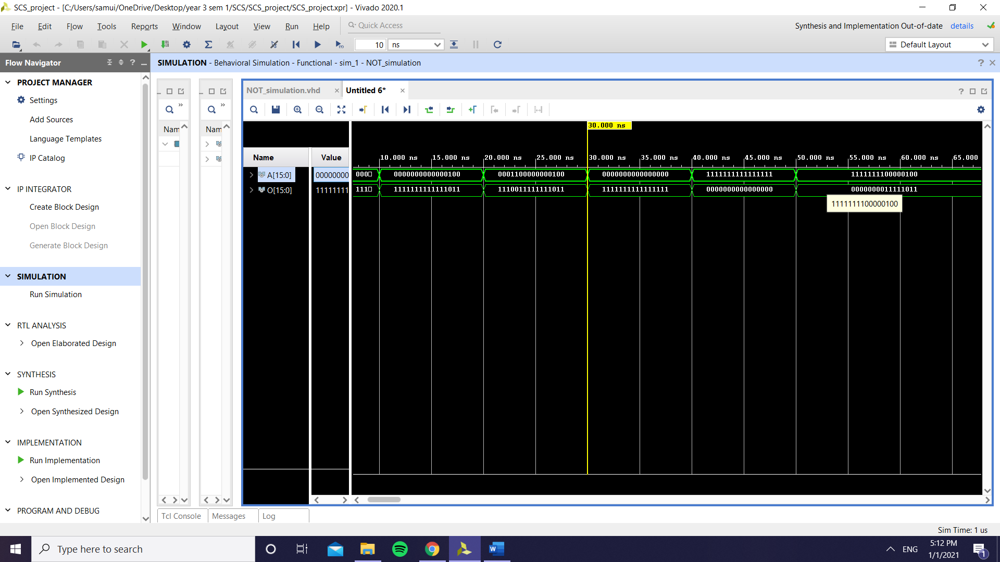 SCS_project - [C:/Users/samui/OneDrive/Desktop/year 3 sem 1/SCS/SCS_project/SCS_project.xpr] - Vivado 2020.1
File Edit Flow Tools Reports Window Layout View Run Help Quick Access
Synthesis and Implementation Out-of-date details
10 ns
Default Layout
Flow Navigator
SIMULATION - Behavioral Simulation - Functional - sim_1 - NOT_simulation
PROJECT MANAGER
Settings
Add Sources
Language Templates
IP Catalog
IP INTEGRATOR
Create Block Design
Open Block Design
Generate Block Design
SIMULATION
Run Simulation
RTL ANALYSIS
Open Elaborated Design
SYNTHESIS
Run Synthesis
Open Synthesized Design
IMPLEMENTATION
Run Implementation
Open Implemented Design
PROGRAM AND DEBUG
Nam
Nam
NOT_simulation.vhd Untitled 6*
30.000 ns
Name Value
10.000 ns 15.000 ns 20.000 ns 25.000 ns 30.000 ns 35.000 ns 40.000 ns 45.000 ns 50.000 ns 55.000 ns 60.000 ns 65.000
A[15:0] 00000000 000 0000000000000100 0001100000000100 0000000000000000 1111111111111111 1111111100000100
O[15:0] 11111111 111 1111111111111011 1110011111111011 1111111111111111 0000000000000000 0000000011111011
1111111100000100
Tcl Console Messages Log
Sim Time: 1 us
Type here to search
ENG
5:12 PM
1/1/2021
1